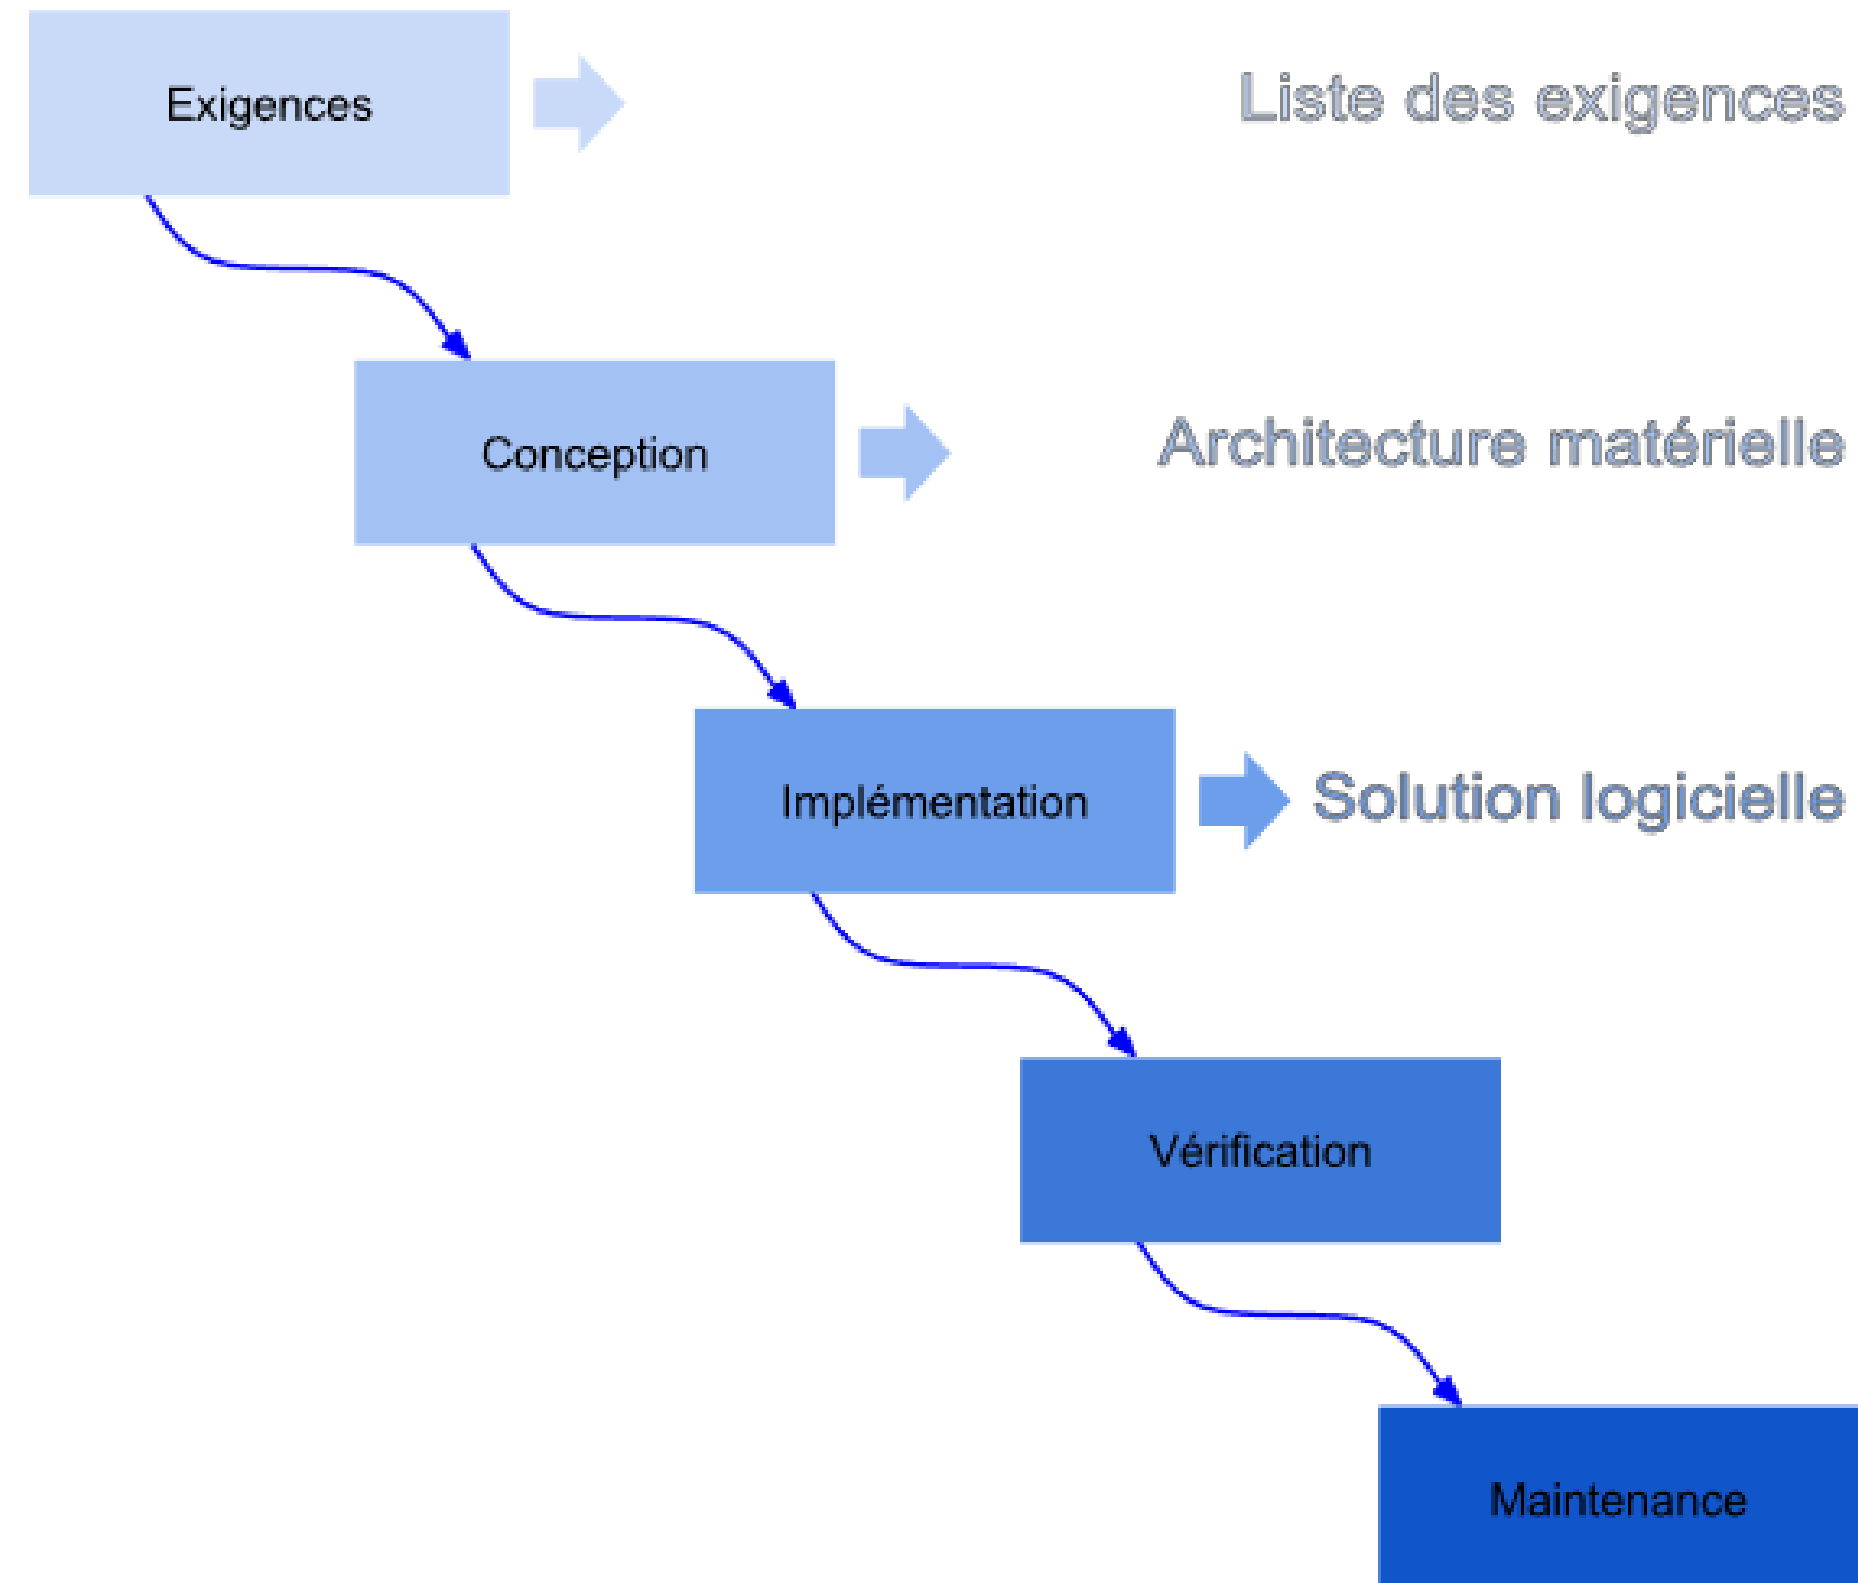 Exigences
Liste des exigences
Conception
Architecture matérielle
Implémentation
Solution logicielle
Vérification
Maintenance